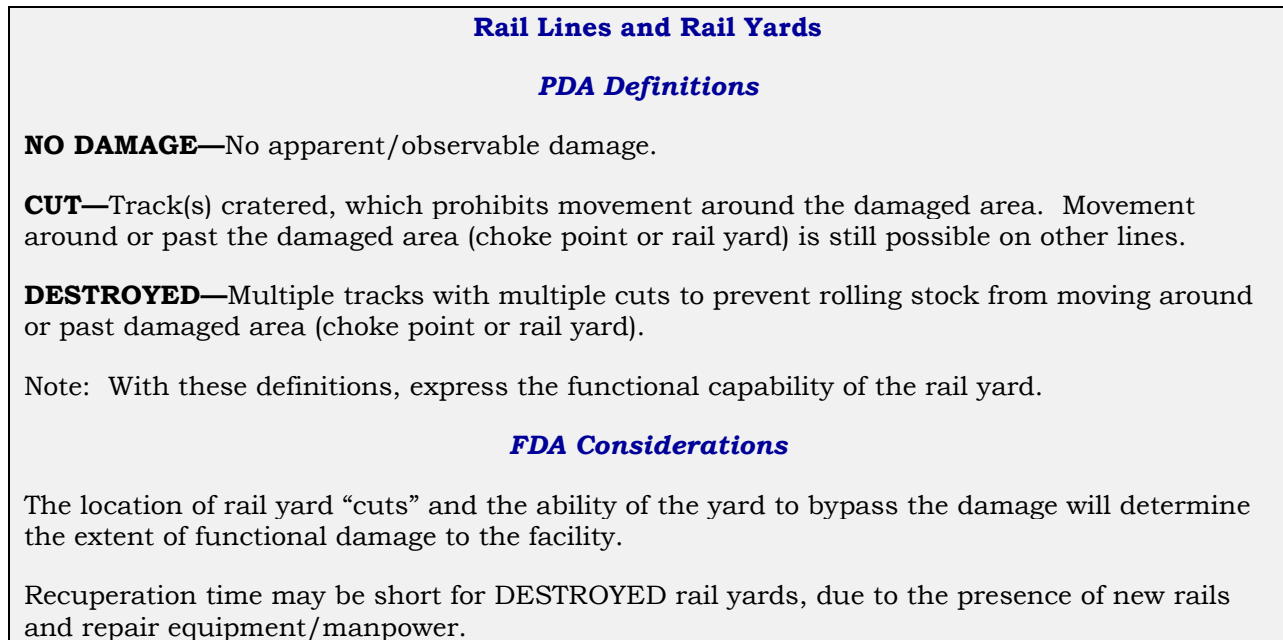 Rail Lines and Rail Yards
PDA Definitions
NO DAMAGE—No apparent/observable damage.
CUT—Track(s) cratered, which prohibits movement around the damaged area.  Movement
around or past the damaged area (choke point or rail yard) is still possible on other lines.
DESTROYED—Multiple tracks with multiple cuts to prevent rolling stock from moving around
or past damaged area (choke point or rail yard).
Note:  With these definitions, express the functional capability of the rail yard.
FDA Considerations
The location of rail yard “cuts” and the ability of the yard to bypass the damage will determine
the extent of functional damage to the facility.
Recuperation time may be short for DESTROYED rail yards, due to the presence of new rails
and repair equipment/manpower.